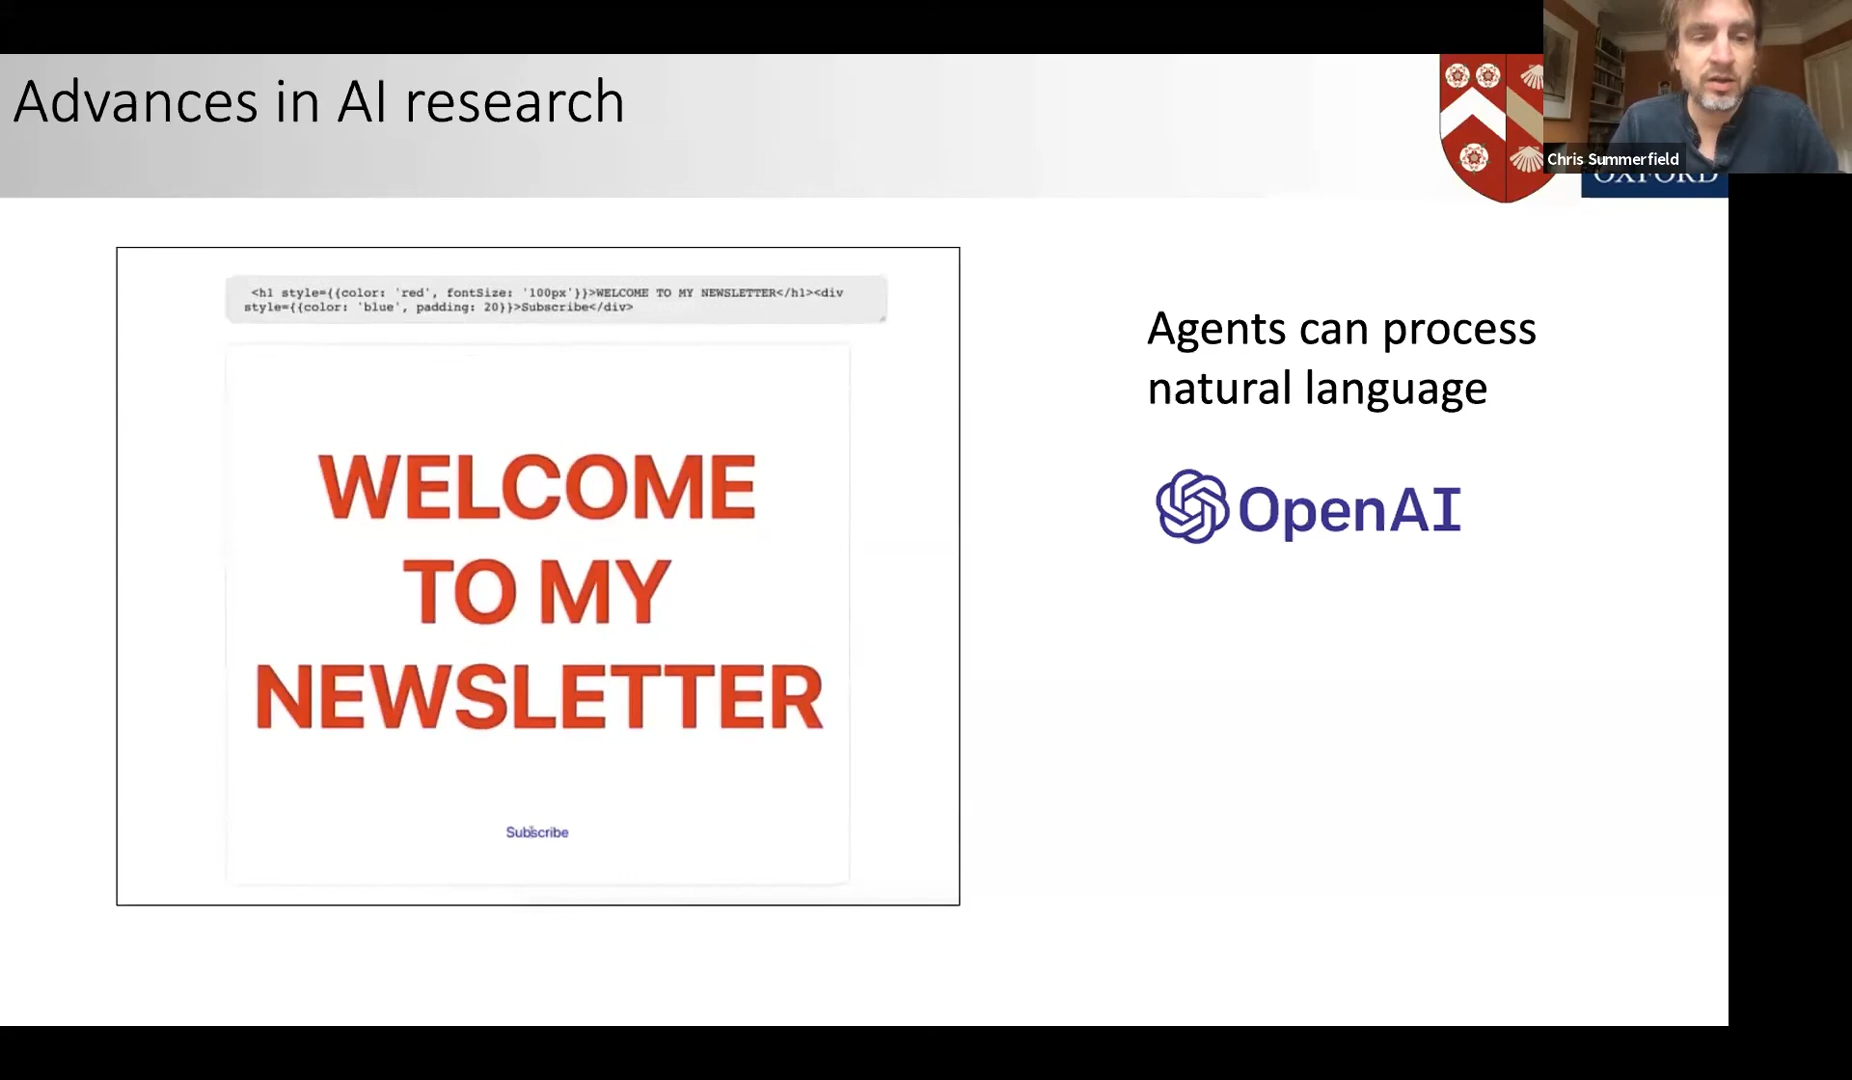 Advances in AI research
Chris Summerfield
OXFORD
<h1 style={{color: 'red', fontSize: '100px'}}>WELCOME TO MY NEWSLETTER</h1><div
style={{color: 'blue', padding: 20}}>Subscribe</div>
WELCOME
TO MY
NEWSLETTER
Subscribe
Agents can process
natural language
OpenAI